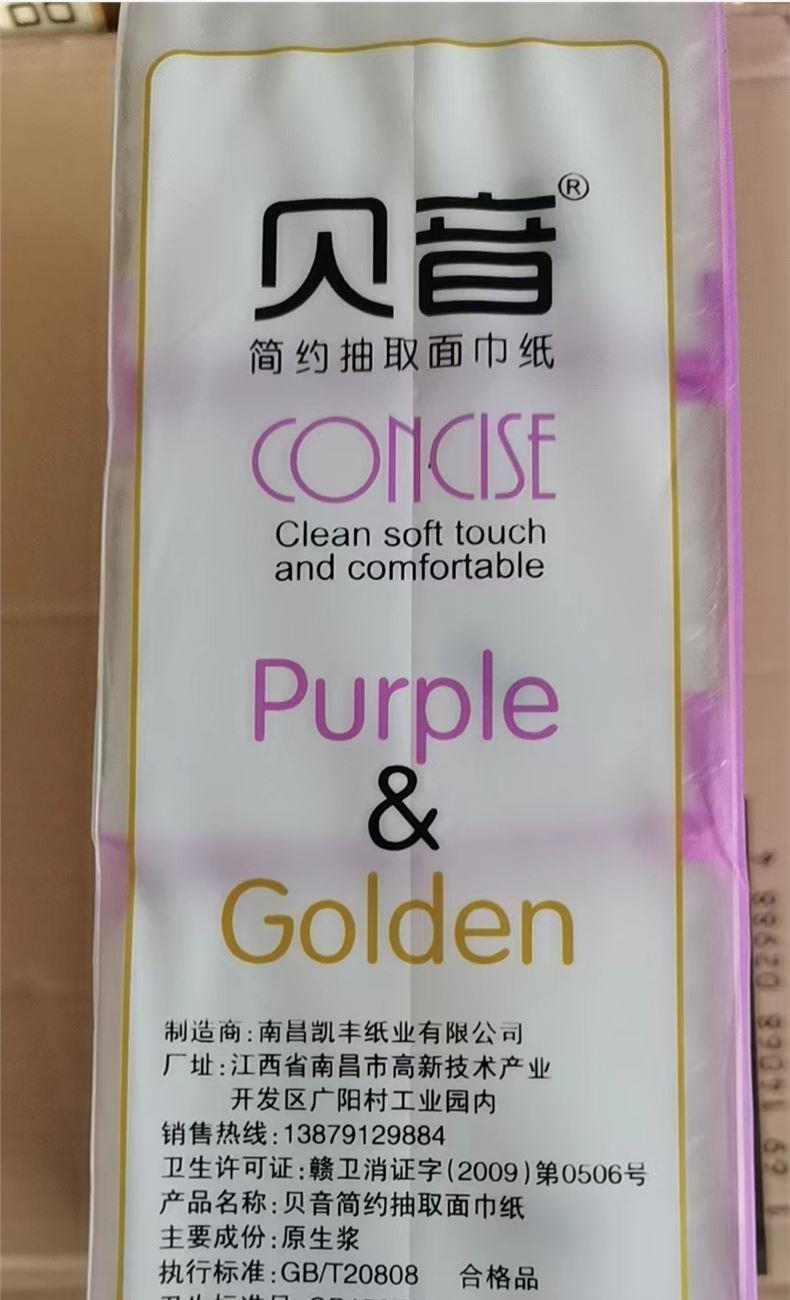 贝音®
简约抽取面巾纸
CONCISE
Clean soft touch
and comfortable
Purple
&
Golden
制造商:南昌凯丰纸业有限公司
厂址:江西省南昌市高新技术产业
开发区广阳村工业园内
销售热线:13879129884
卫生许可证:赣卫消证字(2009)第0506号
产品名称:贝音简约抽取面巾纸
主要成份:原生浆
执行标准:GB/T20808 合格品